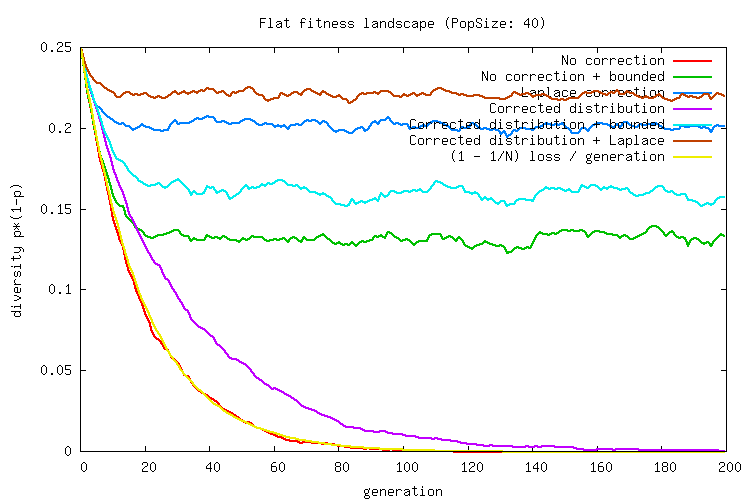 Flat fitness landscape (PopSize: 40)
0.25
0.2
0.15
0.1
0.05
0
diversity p*(1-p)
No correction
No correction + bounded
Laplace correction
Corrected distribution
Corrected distribution + bounded
Corrected distribution + Laplace
(1 - 1/N) loss / generation
0 20 40 60 80 100 120 140 160 180 200
generation